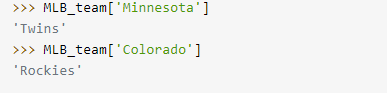 >>> MLB_team['Minnesota']
'Twins'
>>> MLB_team['Colorado']
'Rockies'